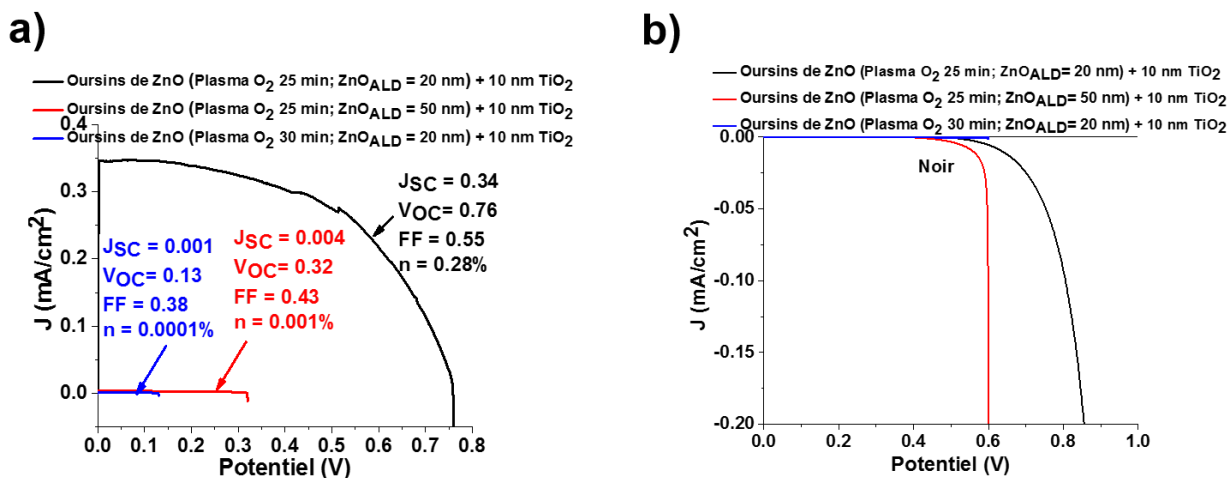 a)
Oursins de ZnO (Plasma O2 25 min; ZnOALD = 20 nm) + 10 nm TiO2
Oursins de ZnO (Plasma O2 25 min; ZnOALD = 50 nm) + 10 nm TiO2
Oursins de ZnO (Plasma O2 30 min; ZnOALD = 20 nm) + 10 nm TiO2
0.4
0.3
0.2
0.1
0.0
J (mA/cm2)
JSC = 0.34
VOC= 0.76
FF = 0.55
n = 0.28%
JSC = 0.001
VOC= 0.13
FF = 0.38
n = 0.0001%
JSC = 0.004
VOC= 0.32
FF = 0.43
n = 0.001%
0.0 0.1 0.2 0.3 0.4 0.5 0.6 0.7 0.8
Potentiel (V)
b)
Oursins de ZnO (Plasma O2 25 min; ZnOALD= 20 nm) + 10 nm TiO2
Oursins de ZnO (Plasma O2 25 min; ZnOALD= 50 nm) + 10 nm TiO2
Oursins de ZnO (Plasma O2 30 min; ZnOALD= 20 nm) + 10 nm TiO2
0.00
-0.05
-0.10
-0.15
-0.20
J (mA/cm2)
Noir
0.0 0.2 0.4 0.6 0.8 1.0
Potentiel (V)